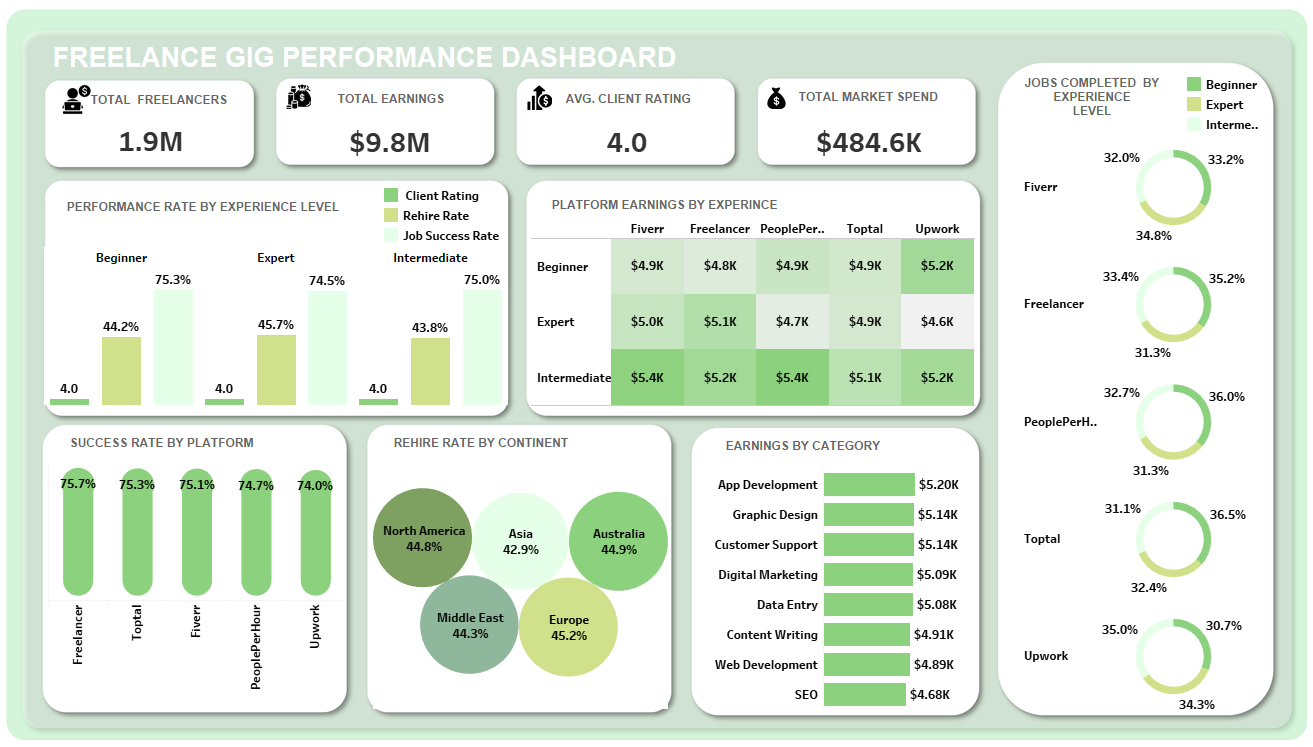 FREELANCE GIG PERFORMANCE DASHBOARD
TOTAL FREELANCERS
1.9M
TOTAL EARNINGS
$9.8M
AVG. CLIENT RATING
4.0
TOTAL MARKET SPEND
$484.6K
PERFORMANCE RATE BY EXPERIENCE LEVEL
Client Rating
Rehire Rate
Job Success Rate
Beginner Expert Intermediate
4.0 44.2% 75.3% 4.0 45.7% 74.5% 4.0 43.8% 75.0%
PLATFORM EARNINGS BY EXPERINCE
Fiverr Freelancer PeoplePer.. Toptal Upwork
Beginner $4.9K $4.8K $4.9K $4.9K $5.2K
Expert $5.0K $5.1K $4.7K $4.9K $4.6K
Intermediate $5.4K $5.2K $5.4K $5.1K $5.2K
SUCCESS RATE BY PLATFORM
75.7% 75.3% 75.1% 74.7% 74.0%
Freelancer
Toptal
Fiverr
PeoplePerHour
Upwork
REHIRE RATE BY CONTINENT
North America
44.8%
Asia
42.9%
Australia
44.9%
Middle East
44.3%
Europe
45.2%
EARNINGS BY CATEGORY
App Development $5.20K
Graphic Design $5.14K
Customer Support $5.14K
Digital Marketing $5.09K
Data Entry $5.08K
Content Writing $4.91K
Web Development $4.89K
SEO $4.68K
JOBS COMPLETED BY
EXPERIENCE
LEVEL
Beginner
Expert
Interme..
32.0% 33.2%
Fiverr
34.8%
33.4% 35.2%
Freelancer
31.3%
32.7% 36.0%
PeoplePerH..
31.3%
31.1% 36.5%
Toptal
32.4%
35.0% 30.7%
Upwork
34.3%